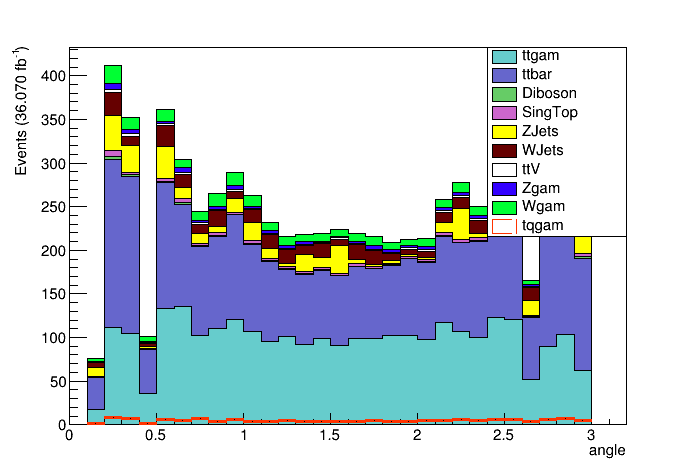 Events (36.070 fb⁻¹)
400
350
300
250
200
150
100
50
0
0
0.5
1
1.5
2
2.5
3
angle
ttgam
ttbar
Diboson
SingTop
ZJets
WJets
ttV
Zgam
Wgam
tqgam